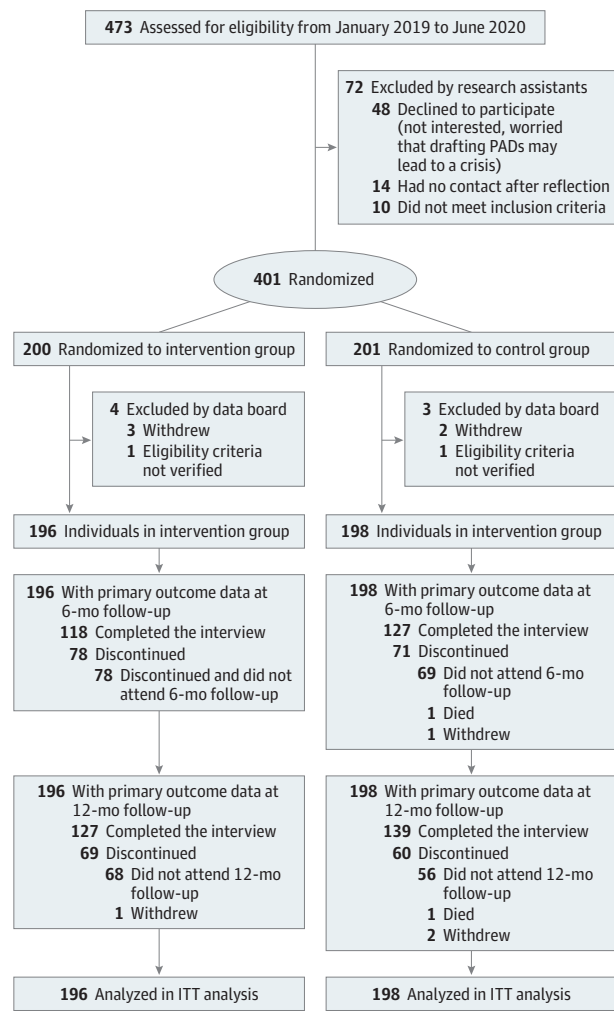 473 Assessed for eligibility from January 2019 to June 2020
72 Excluded by research assistants
48 Declined to participate
(not interested, worried
that drafting PADs may
lead to a crisis)
14 Had no contact after reflection
10 Did not meet inclusion criteria
401 Randomized
200 Randomized to intervention group
4 Excluded by data board
3 Withdrew
1 Eligibility criteria
not verified
196 Individuals in intervention group
196 With primary outcome data at
6-mo follow-up
118 Completed the interview
78 Discontinued
78 Discontinued and did not
attend 6-mo follow-up
196 With primary outcome data at
12-mo follow-up
127 Completed the interview
69 Discontinued
68 Did not attend 12-mo
follow-up
1 Withdrew
196 Analyzed in ITT analysis
201 Randomized to control group
3 Excluded by data board
2 Withdrew
1 Eligibility criteria
not verified
198 Individuals in intervention group
198 With primary outcome data at
6-mo follow-up
127 Completed the interview
71 Discontinued
69 Did not attend 6-mo
follow-up
1 Died
1 Withdrew
198 With primary outcome data at
12-mo follow-up
139 Completed the interview
60 Discontinued
56 Did not attend 12-mo
follow-up
1 Died
2 Withdrew
198 Analyzed in ITT analysis